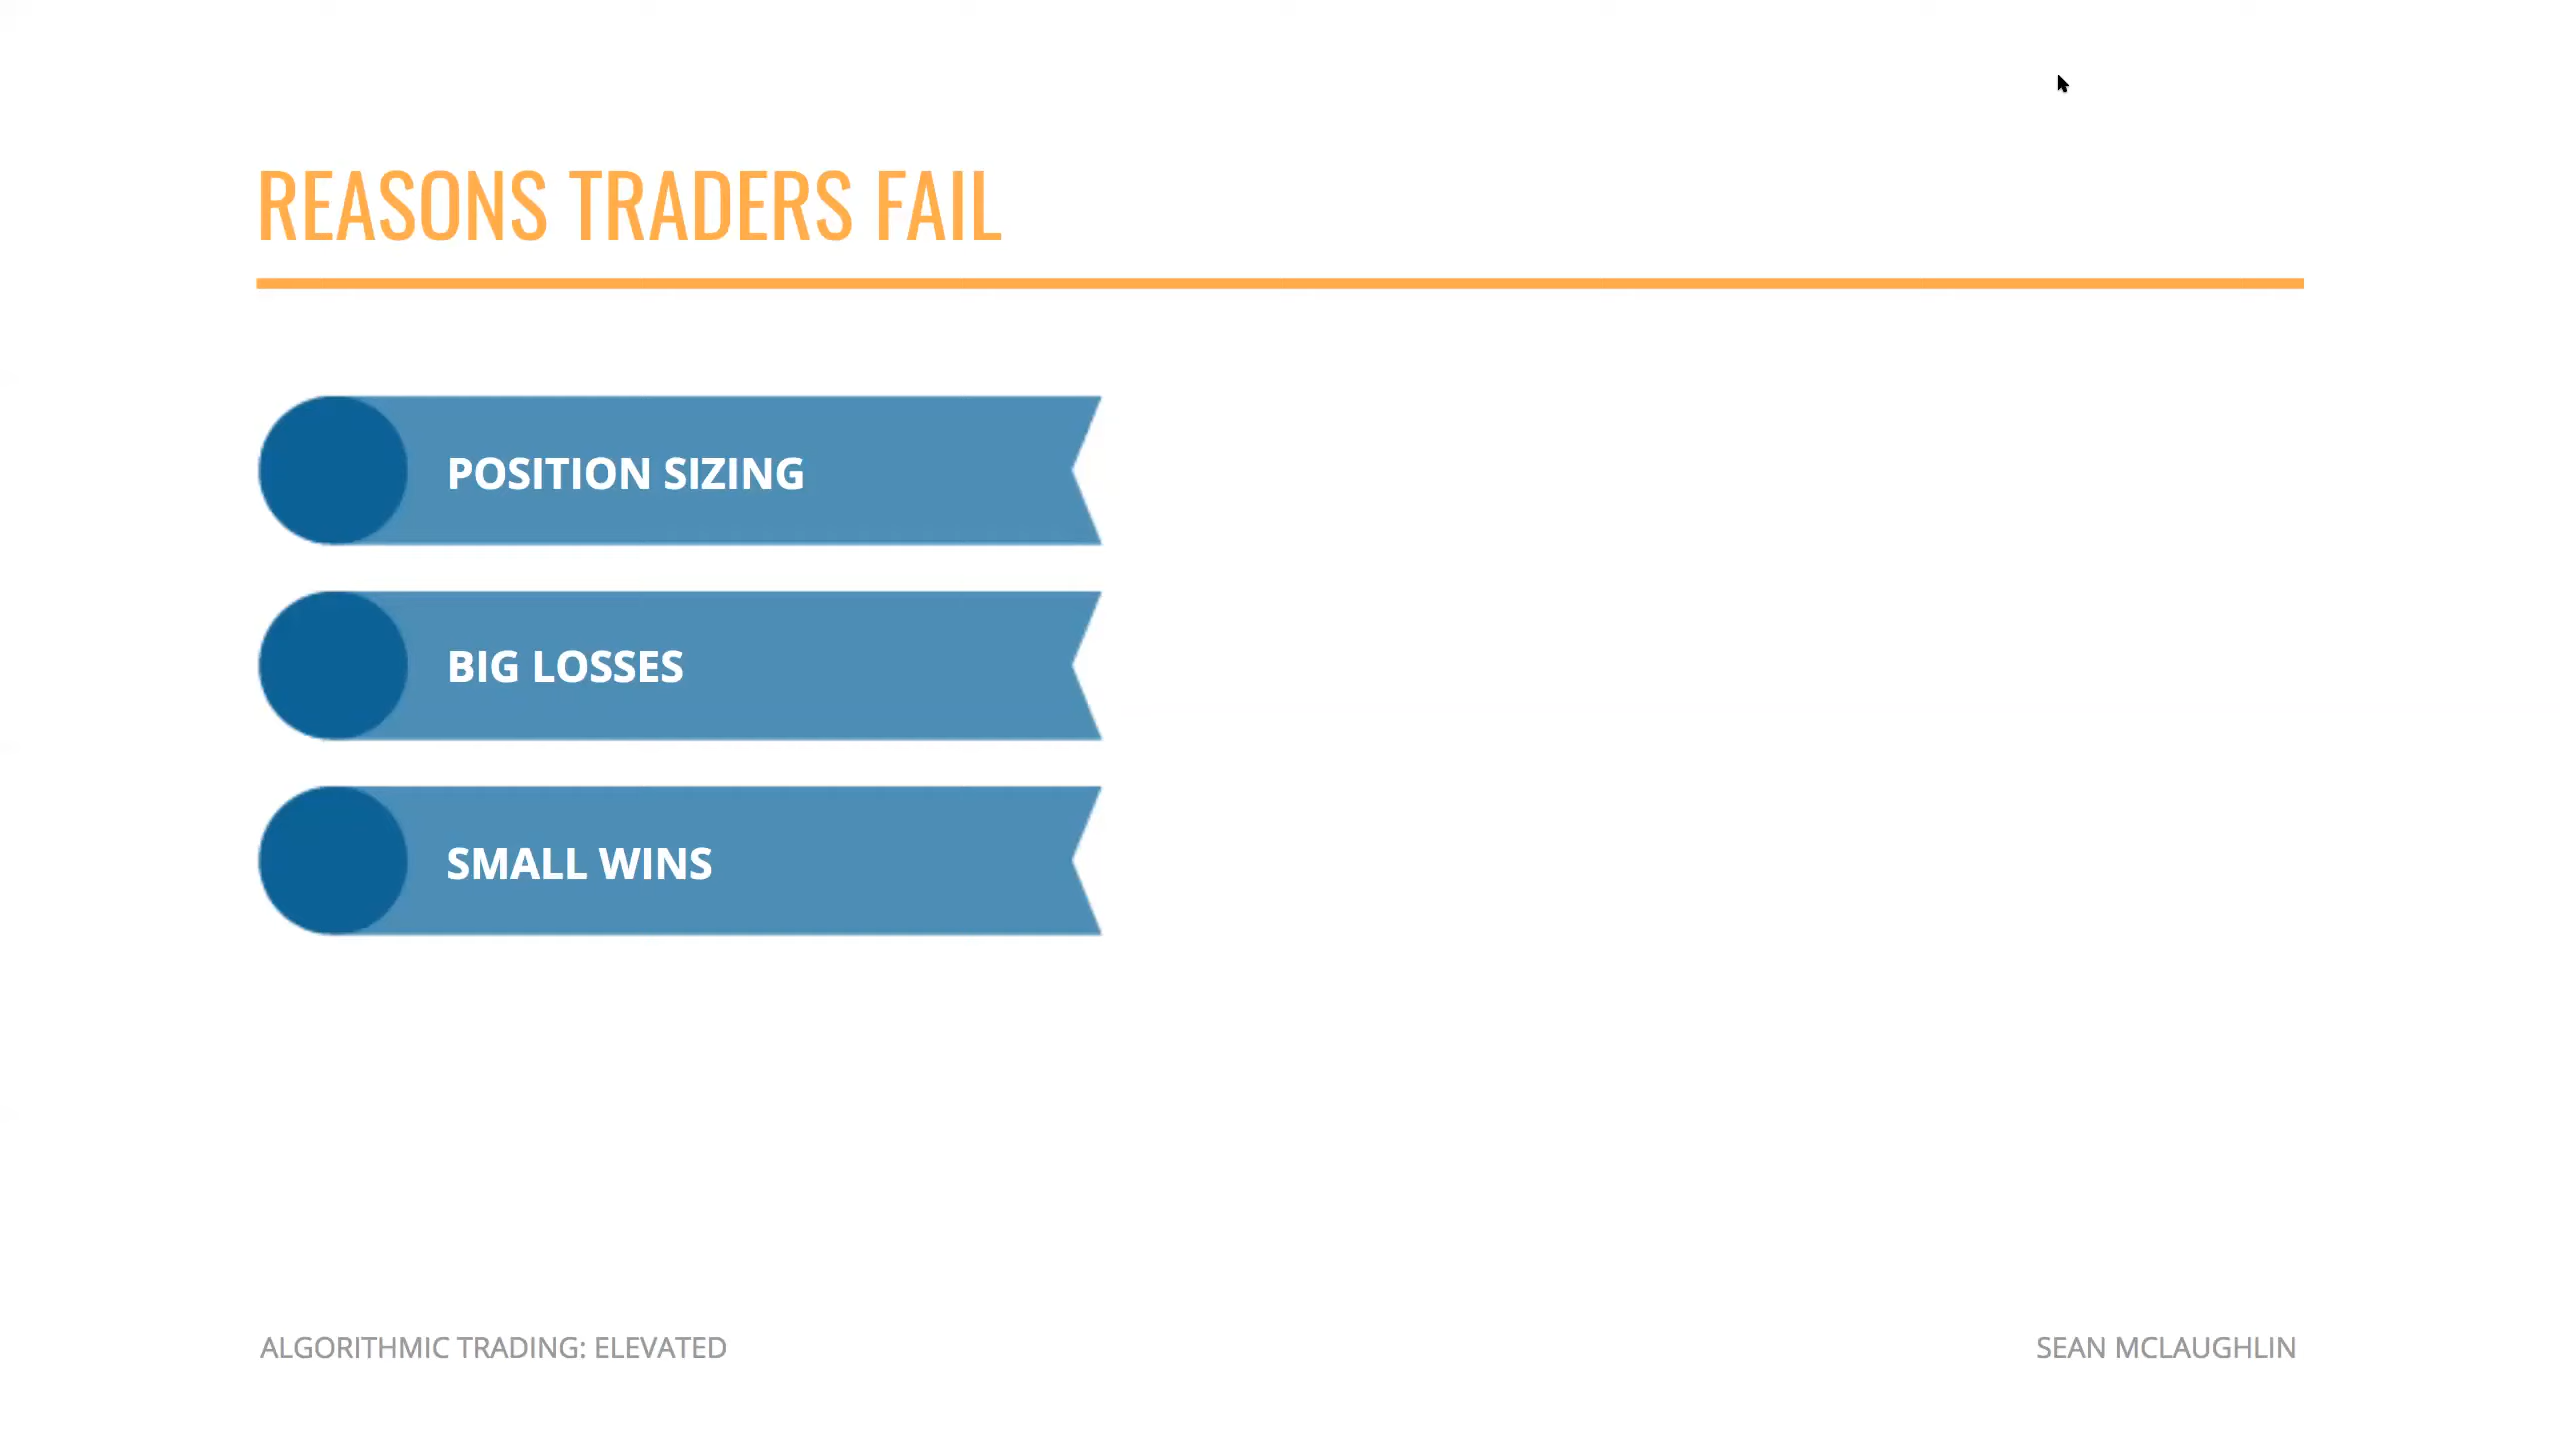 REASONS TRADERS FAIL
POSITION SIZING
BIG LOSSES
SMALL WINS
ALGORITHMIC TRADING: ELEVATED
SEAN MCLAUGHLIN